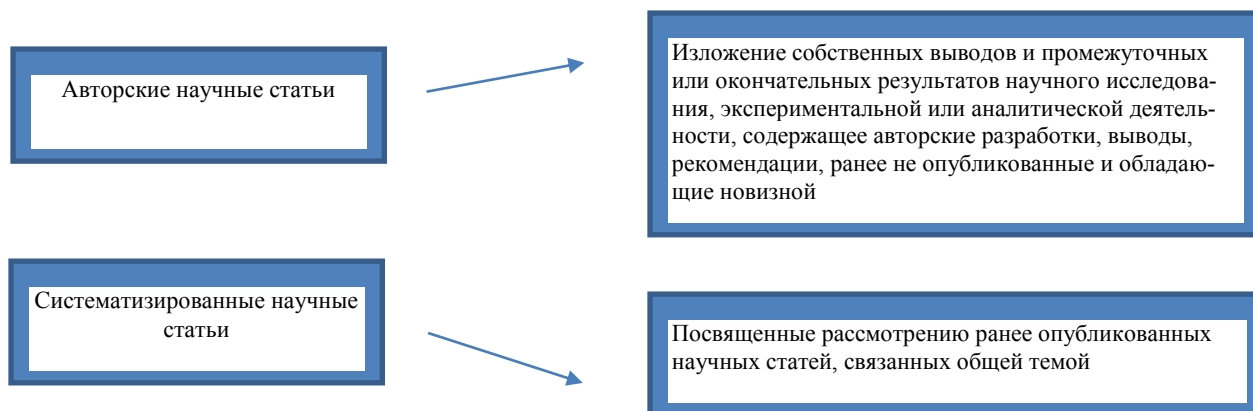 Авторские научные статьи
Изложение собственных выводов и промежуточных
или окончательных результатов научного исследова-
ния, экспериментальной или аналитической деятель-
ности, содержащее авторские разработки, выводы,
рекомендации, ранее не опубликованные и обладаю-
щие новизной
Систематизированные научные
статьи
Посвященные рассмотрению ранее опубликованных
научных статей, связанных общей темой